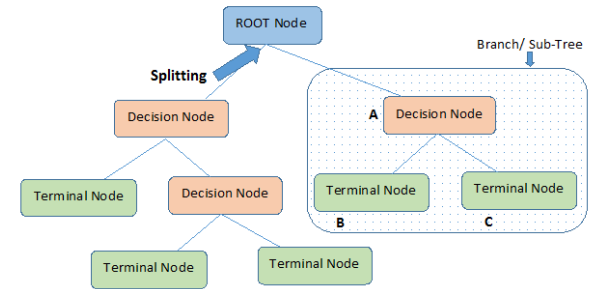 ROOT Node
Branch/ Sub-Tree
Splitting
Decision Node
A
Decision Node
Terminal Node
Decision Node
Terminal Node
Terminal Node
B
C
Terminal Node
Terminal Node